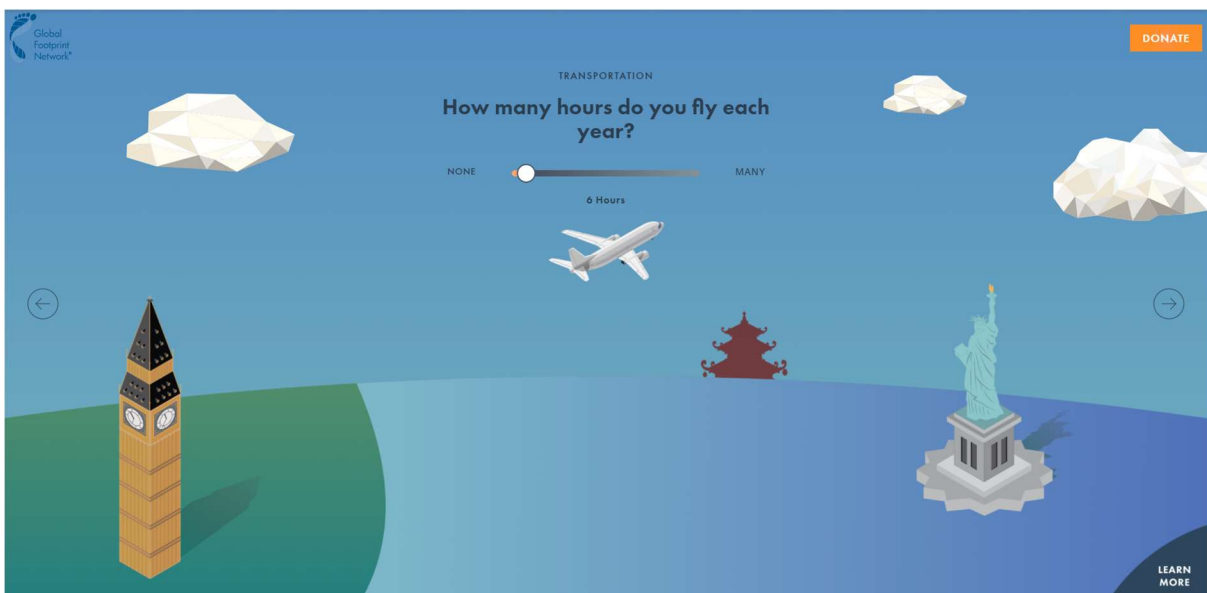 Global
Footprint
Network®
DONATE
TRANSPORTATION
How many hours do you fly each
year?
NONE
MANY
6 Hours
LEARN
MORE